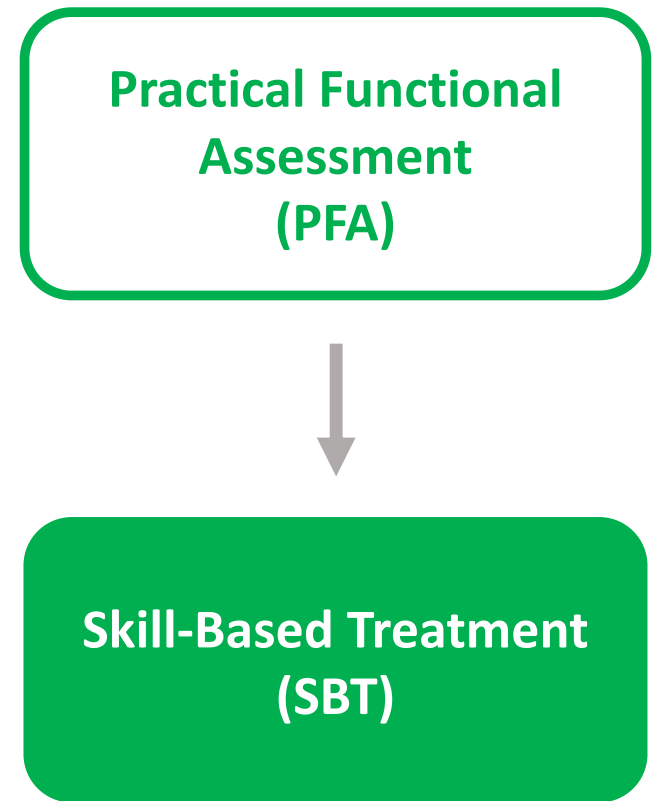 Practical Functional
Assessment
(PFA)
Skill-Based Treatment
(SBT)